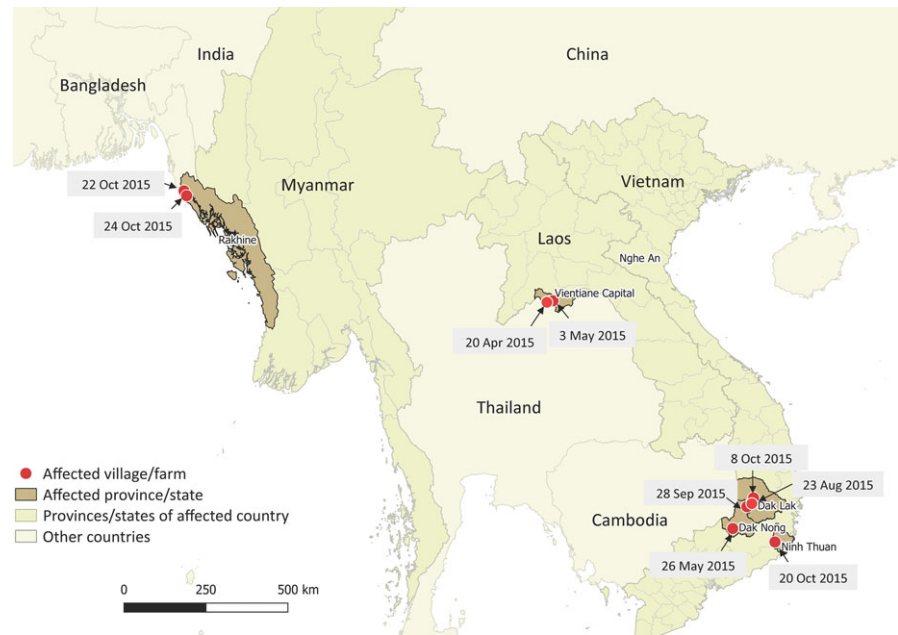 India
China
Bangladesh
22 Oct 2015
Myanmar
Vietnam
24 Oct 2015
Rakhine
Laos
Nghe An
Vientiane Capital
20 Apr 2015
3 May 2015
Thailand
8 Oct 2015
Affected village/farm
Affected province/state
Provinces/states of affected country
Other countries
28 Sep 2015
23 Aug 2015
Dak Lak
Cambodia
Dak Nong
Ninh Thuan
26 May 2015
20 Oct 2015
0 250 500 km